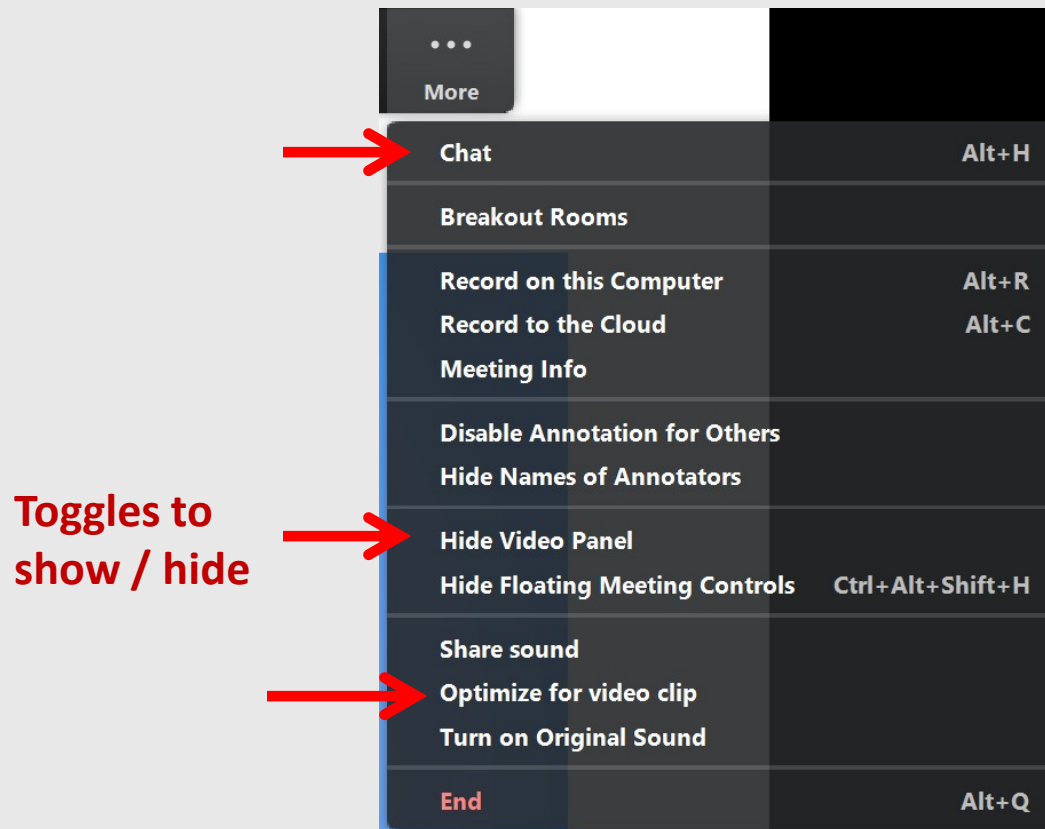 More
Chat Alt+H
Breakout Rooms
Record on this Computer Alt+R
Record to the Cloud Alt+C
Meeting Info
Disable Annotation for Others
Hide Names of Annotators
Toggles to
show / hide
Hide Video Panel
Hide Floating Meeting Controls Ctrl+Alt+Shift+H
Share sound
Optimize for video clip
Turn on Original Sound
End Alt+Q